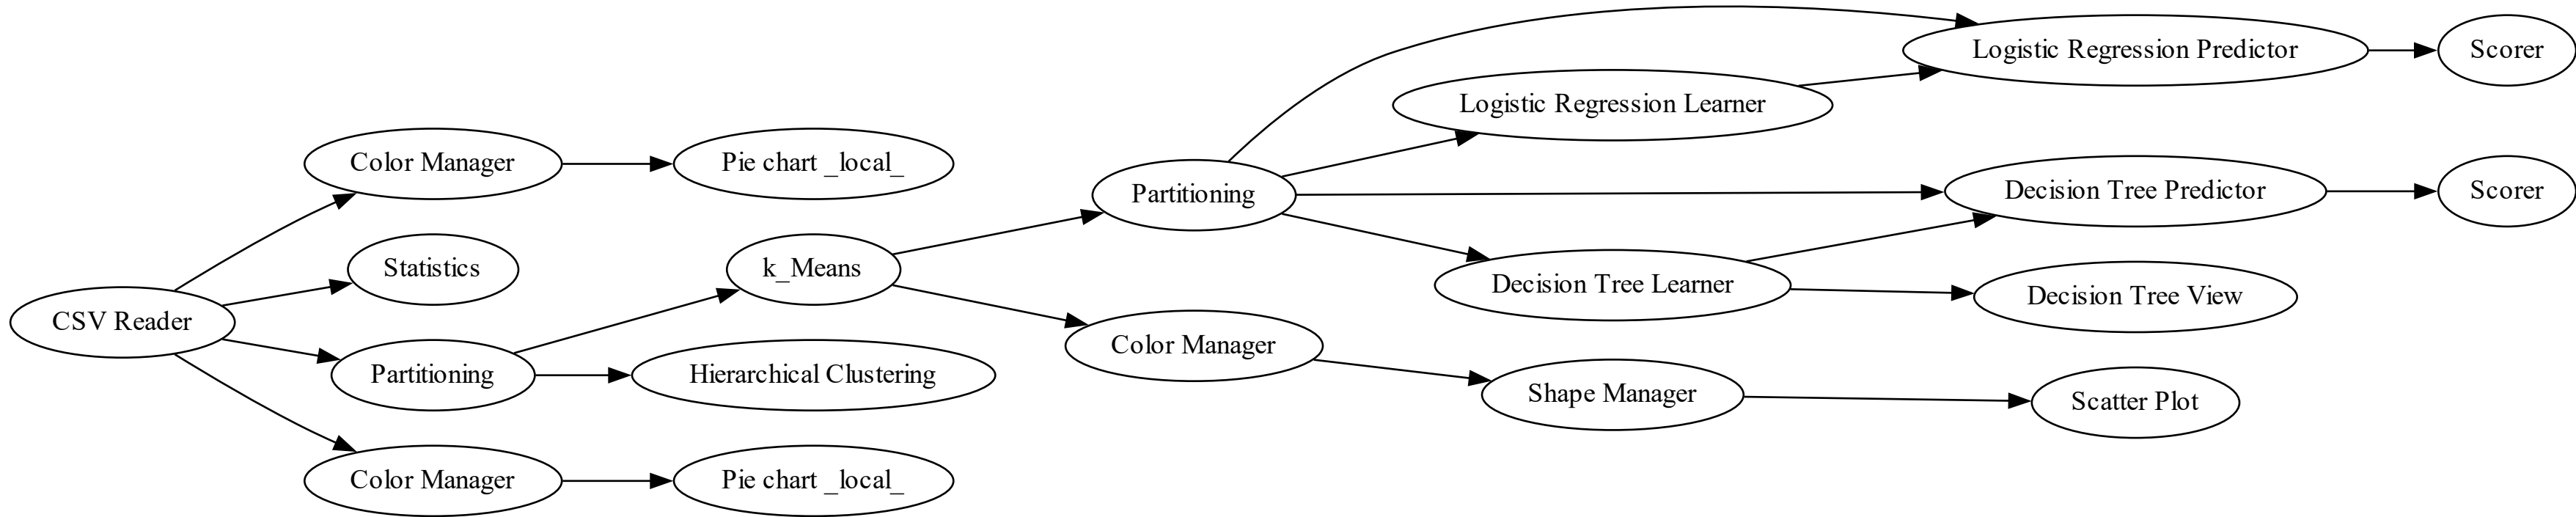 CSV Reader
Color Manager
Statistics
Partitioning
Color Manager
Pie chart _local_
k_Means
Hierarchical Clustering
Pie chart _local_
Partitioning
Color Manager
Logistic Regression Learner
Decision Tree Learner
Shape Manager
Logistic Regression Predictor
Decision Tree Predictor
Decision Tree View
Scatter Plot
Scorer
Scorer